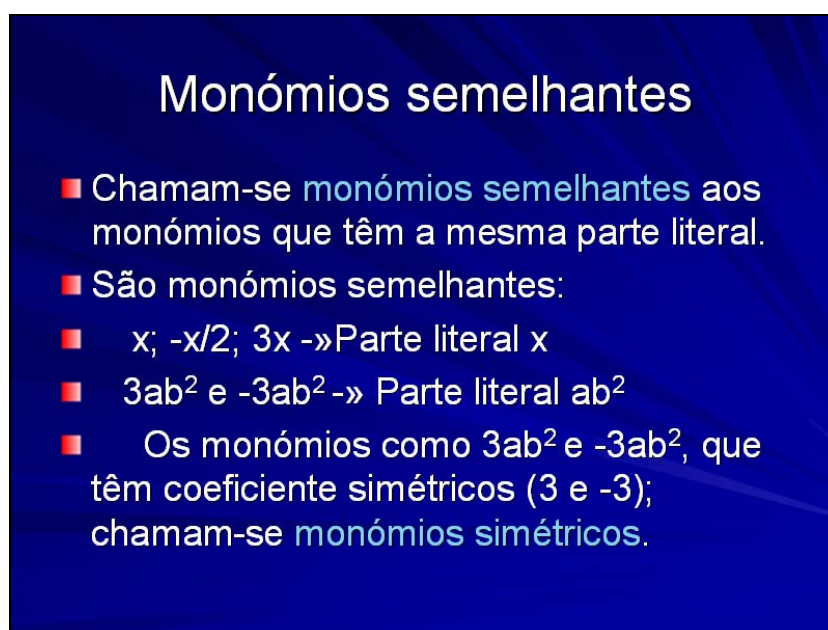 Monómios semelhantes
Chamam-se monómios semelhantes aos
monómios que têm a mesma parte literal.
São monómios semelhantes:
x; -x/2; 3x -»Parte literal x
3ab² e -3ab² -» Parte literal ab²
Os monómios como 3ab² e -3ab², que
têm coeficiente simétricos (3 e -3);
chamam-se monómios simétricos.